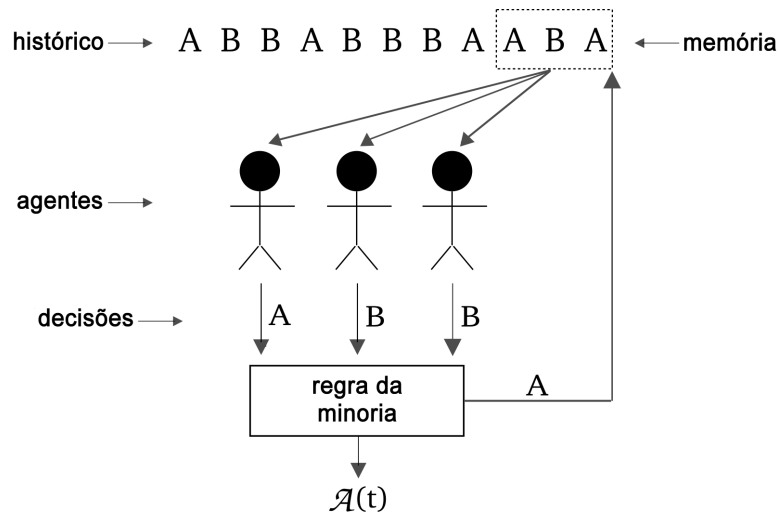 histórico A B B A B B B A A B A memória
agentes
decisões A B B
regra da
minoria
A
𝒜(t)